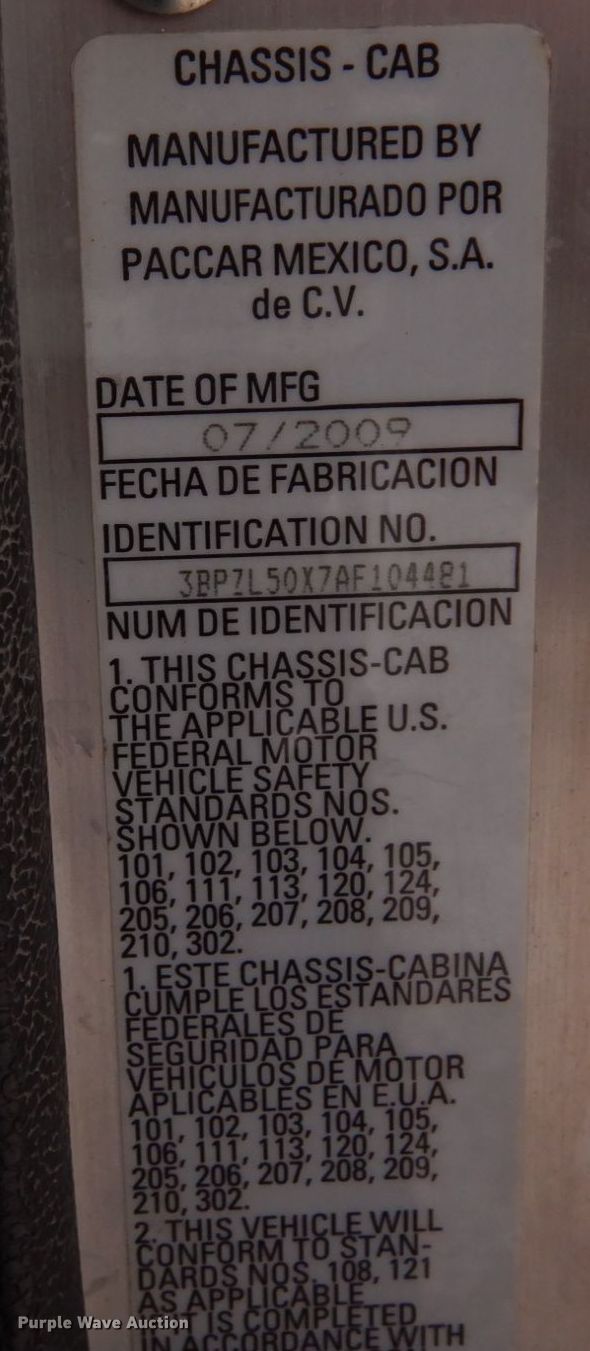 CHASSIS - CAB
MANUFACTURED BY
MANUFACTURADO POR
PACCAR MEXICO, S.A.
de C.V.
DATE OF MFG
07/2009
FECHA DE FABRICACION
IDENTIFICATION NO.
3BPZL50X7AF104481
NUM DE IDENTIFICACION
1. THIS CHASSIS-CAB
CONFORMS TO
THE APPLICABLE U.S.
FEDERAL MOTOR
VEHICLE SAFETY
STANDARDS NOS.
SHOWN BELOW.
101, 102, 103, 104, 105,
106, 111, 113, 120, 124,
205, 206, 207, 208, 209,
210, 302.
1. ESTE CHASSIS-CABINA
CUMPLE LOS ESTANDARES
FEDERALES DE
SEGURIDAD PARA
VEHICULOS DE MOTOR
APLICABLES EN E.U.A.
101, 102, 103, 104, 105,
106, 111, 113, 120, 124,
205, 206, 207, 208, 209,
210, 302.
2. THIS VEHICLE WILL
CONFORM TO STAN-
DARDS NOS. 108, 121
AS APPLICABLE
IT IS COMPLETED
IN ACCORDANCE WITH
Purple Wave Auction